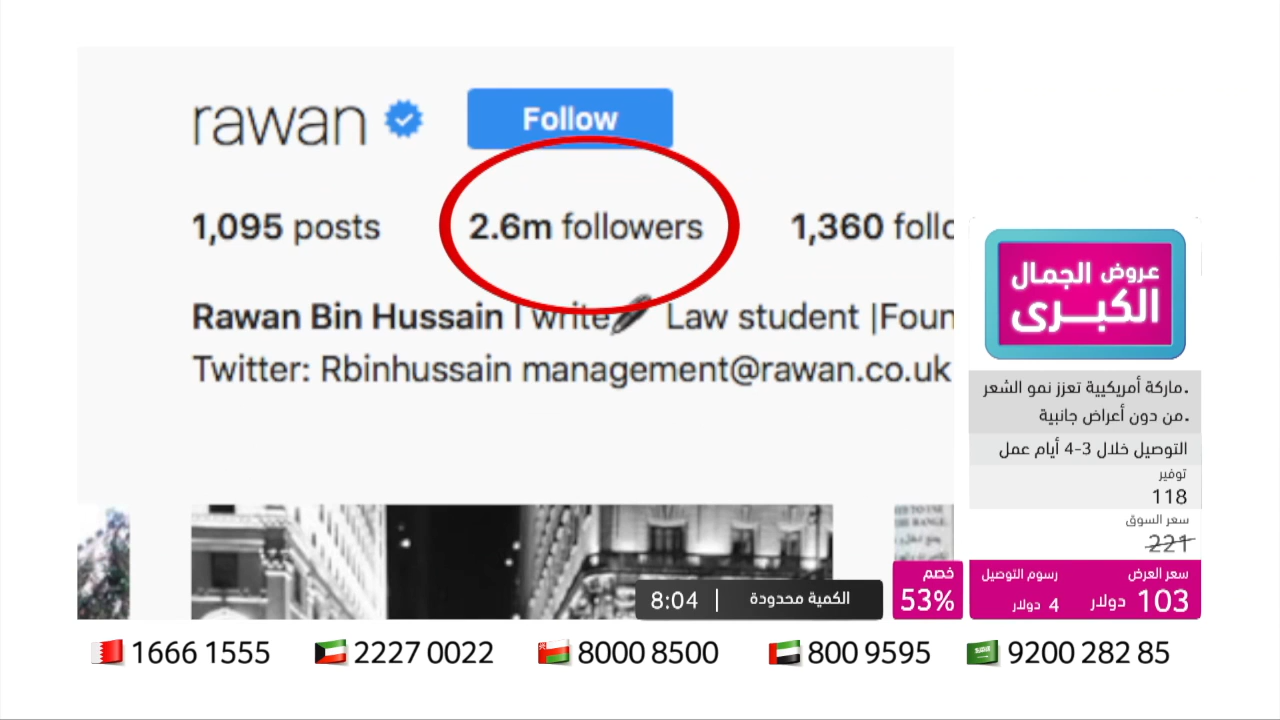 rawan Follow
1,095 posts 2.6m followers 1,360 follo
Rawan Bin Hussain I write Law student |Foun
Twitter: Rbinhussain management@rawan.co.uk
عروض الجمال
الكبرى
.ماركة أمريكيية تعزز نمو الشعر
.من دون أعراض جانبية
التوصيل خلال 3-4 أيام عمل
توفير
118
سعر السوق
221
سعر العرض
103 دولار
رسوم التوصيل
4 دولار
خصم
53%
الكمية محدودة | 8:04
1666 1555 2227 0022 8000 8500 800 9595 9200 282 85